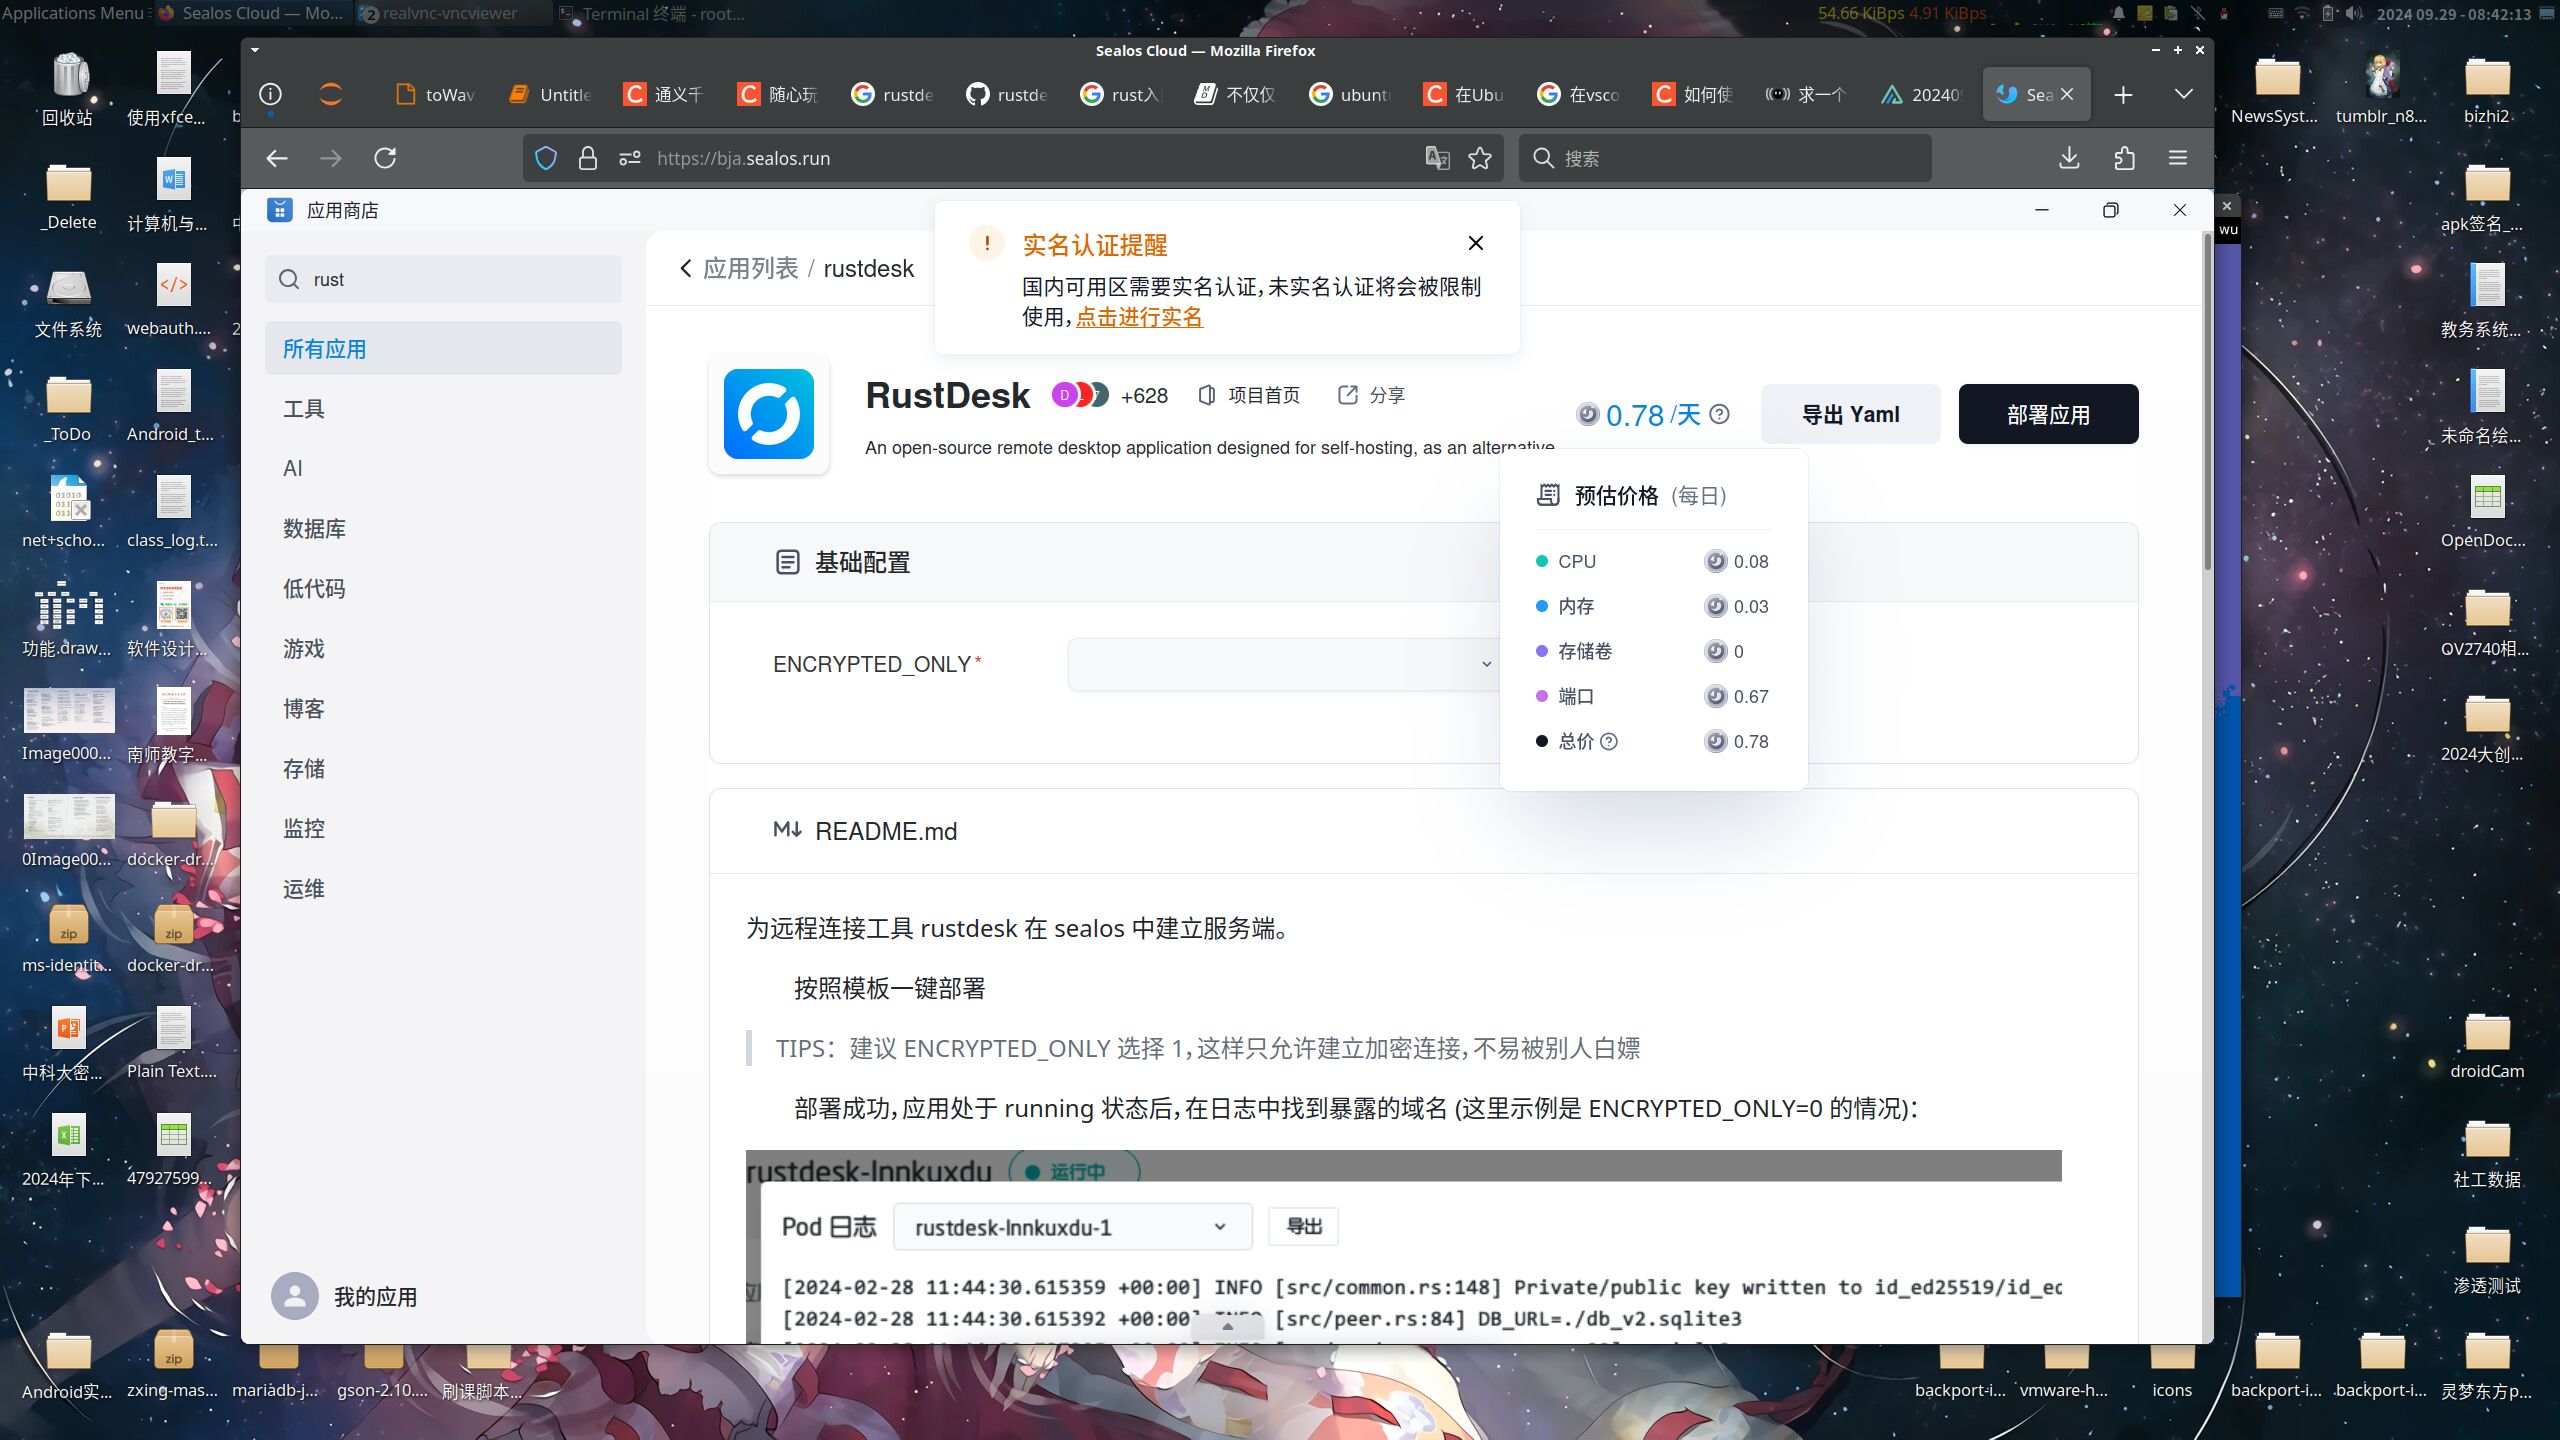 Applications Menu
Sealos Cloud — Mo...
2
realvnc-vncviewer
Terminal 终端 - root...
54.66 KiBps 4.91 KiBps
2024 09.29 - 08:42:13
Sealos Cloud — Mozilla Firefox
toWav
Untitle
通义千
随心玩
rustde
rustde
rust入
不仅仅
ubunt
在Ubu
在vsco
如何使
求一个
20240
Sea
https://bja.sealos.run
搜索
应用商店
rust
所有应用
工具
AI
数据库
低代码
游戏
博客
存储
监控
运维
我的应用
应用列表 / rustdesk
实名认证提醒
国内可用区需要实名认证，未实名认证将会被限制
使用，点击进行实名
RustDesk
D
+628
项目首页
分享
0.78 /天
导出 Yaml
部署应用
An open-source remote desktop application designed for self-hosting, as an alternative
预估价格 (每日)
CPU 0.08
内存 0.03
存储卷 0
端口 0.67
总价 0.78
基础配置
ENCRYPTED_ONLY*
README.md
为远程连接工具 rustdesk 在 sealos 中建立服务端。
按照模板一键部署
TIPS：建议 ENCRYPTED_ONLY 选择 1，这样只允许建立加密连接，不易被别人白嫖
部署成功，应用处于 running 状态后，在日志中找到暴露的域名 (这里示例是 ENCRYPTED_ONLY=0 的情况)：
rustdesk-lnnkuxdu 运行中
Pod 日志 rustdesk-lnnkuxdu-1 导出
[2024-02-28 11:44:30.615359 +00:00] INFO [src/common.rs:148] Private/public key written to id_ed25519/id_ec
[2024-02-28 11:44:30.615392 +00:00] INFO [src/peer.rs:84] DB_URL=./db_v2.sqlite3
wu
回收站
使用xfce...
_Delete
计算机与...
文件系统
webauth....
_ToDo
Android_t...
net+scho...
class_log.t...
功能.draw...
软件设计...
Image000...
南师教字...
0Image00...
docker-dr...
zip
ms-identit...
zip
docker-dr...
中科大密...
Plain Text....
2024年下...
47927599...
Android实...
zip
zxing-mas...
mariadb-j...
gson-2.10....
刷课脚本...
NewsSyst...
tumblr_n8...
bizhi2
apk签名_...
教务系统...
未命名绘...
OpenDoc...
QV2740相...
2024大创...
droidCam
社工数据
渗透测试
backport-i...
vmware-h...
icons
backport-i...
backport-i...
灵梦东方p...